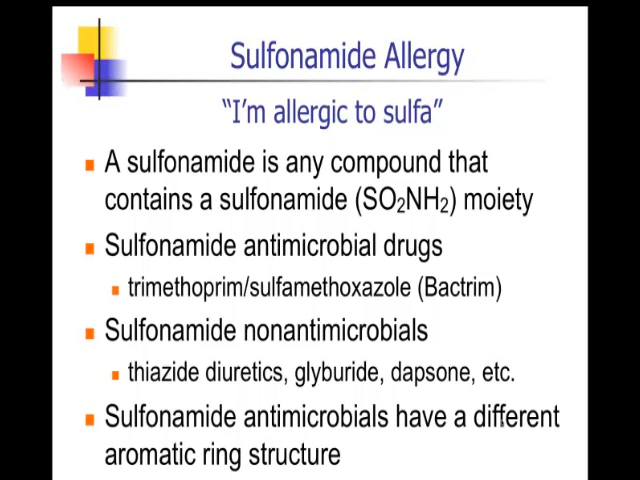 Sulfonamide Allergy
“I’m allergic to sulfa”
A sulfonamide is any compound that
contains a sulfonamide (SO₂NH₂) moiety
Sulfonamide antimicrobial drugs
trimethoprim/sulfamethoxazole (Bactrim)
Sulfonamide nonantimicrobials
thiazide diuretics, glyburide, dapsone, etc.
Sulfonamide antimicrobials have a different
aromatic ring structure